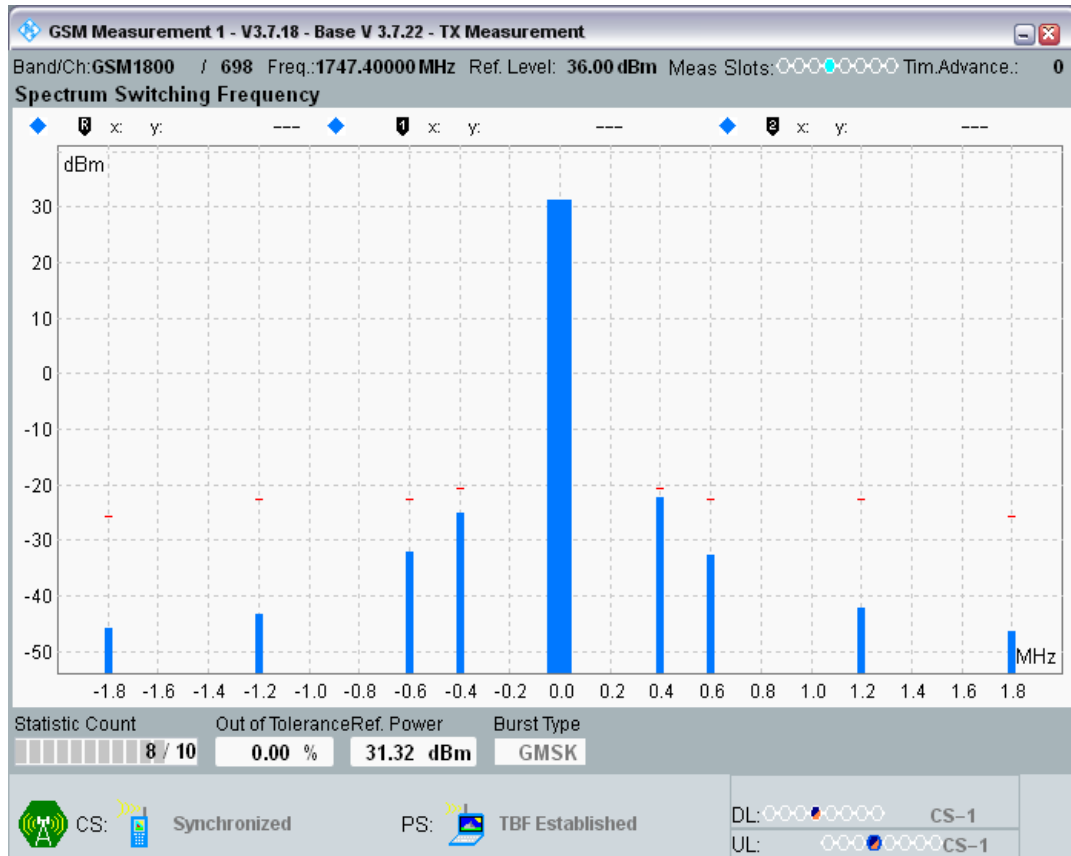 GSM Measurement 1 - V3.7.18 - Base V 3.7.22 - TX Measurement
Band/Ch:GSM1800 / 698 Freq.:1747.40000 MHz Ref. Level: 36.00 dBm Meas Slots: Tim.Advance.: 0
Spectrum Switching Frequency
R x: y: --- 1 x: y: --- 2 x: y: ---
dBm
30
20
10
0
-10
-20
-30
-40
-50
MHz
-1.8 -1.6 -1.4 -1.2 -1.0 -0.8 -0.6 -0.4 -0.2 0.0 0.2 0.4 0.6 0.8 1.0 1.2 1.4 1.6 1.8
Statistic Count Out of Tolerance Ref. Power Burst Type
8 / 10 0.00 % 31.32 dBm GMSK
CS: Synchronized PS: TBF Established DL: CS-1
UL: CS-1